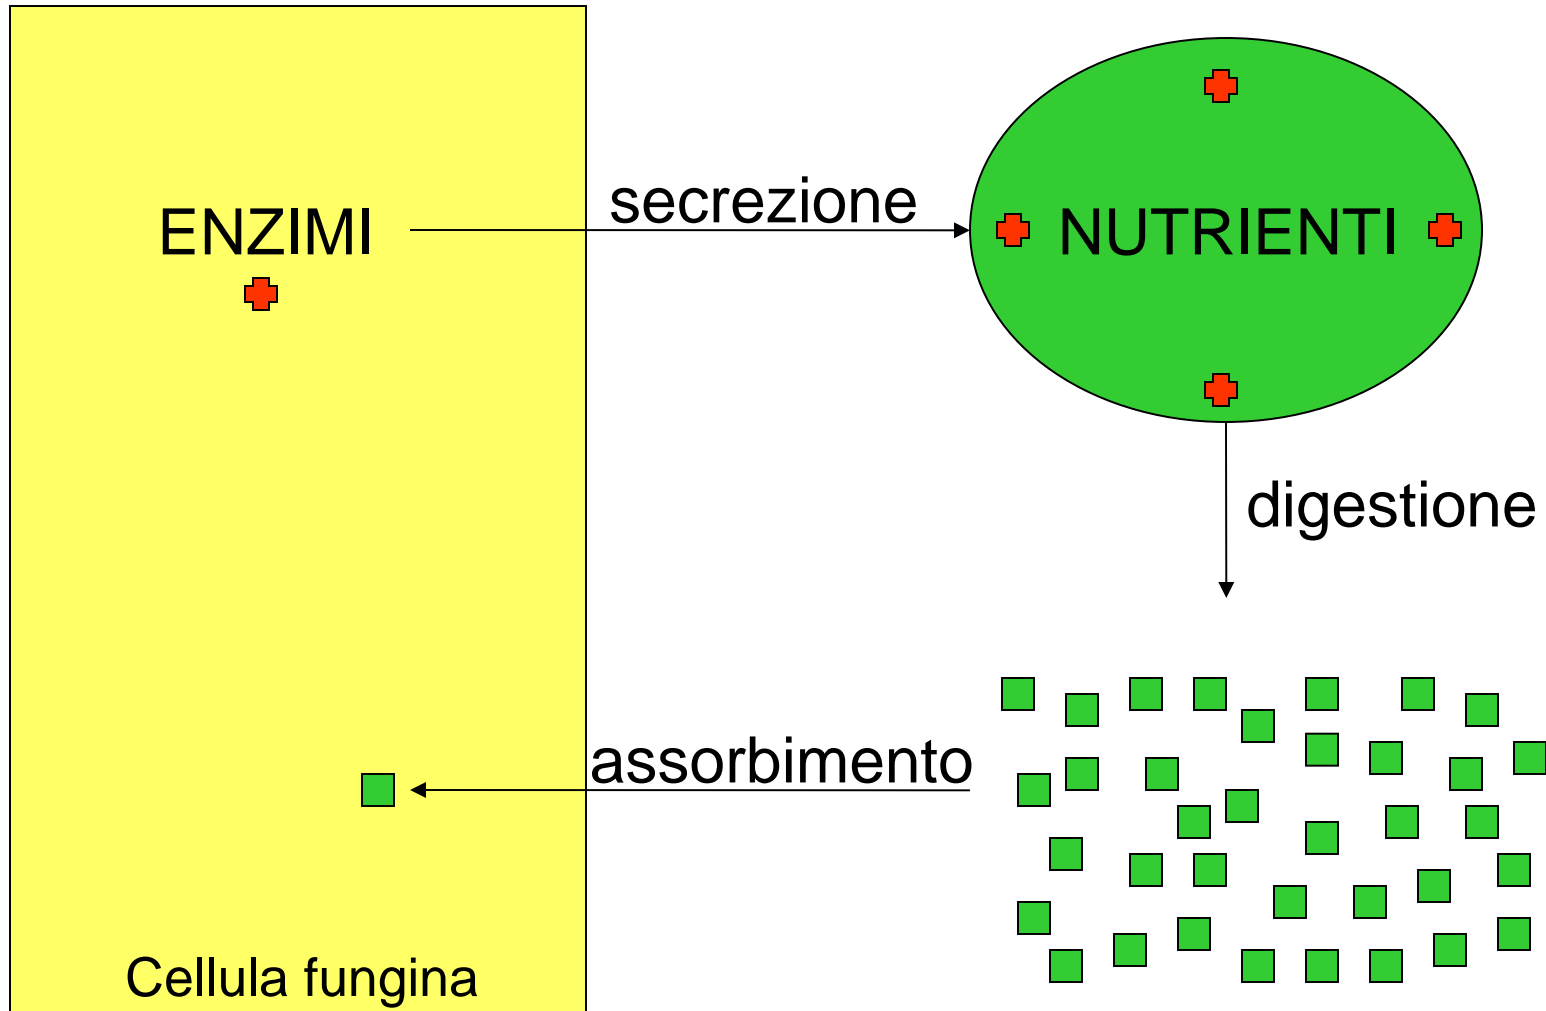 secrezione
ENZIMI
NUTRIENTI
digestione
assorbimento
Cellula fungina